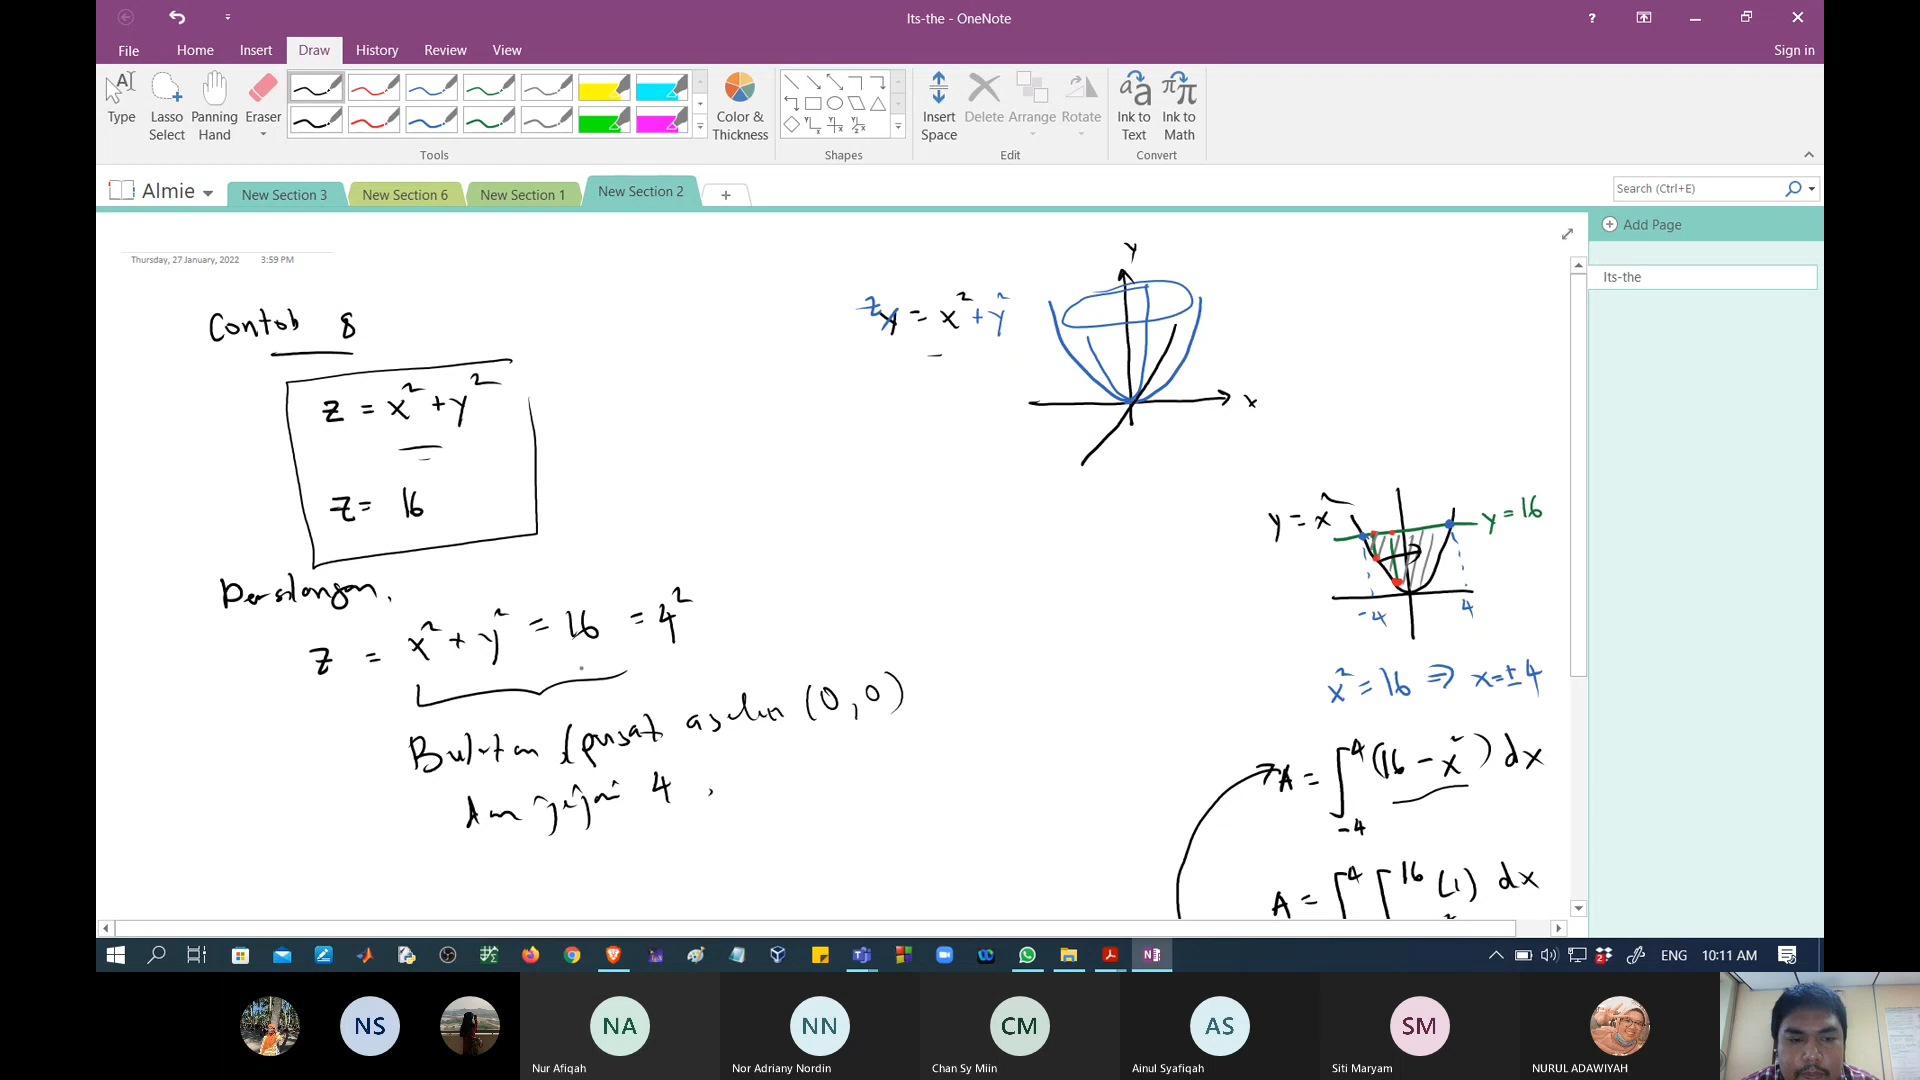 Its-the - OneNote
?
File Home Insert Draw History Review View
Sign in
Type
Lasso Select
Panning Hand
Eraser
Color & Thickness
Insert Space
Delete
Arrange
Rotate
Ink to Text
Ink to Math
Tools
Shapes
Edit
Convert
Almie
New Section 3
New Section 6
New Section 1
New Section 2
+
Search (Ctrl+E)
Add Page
Its-the
Thursday, 27 January, 2022 3:59 PM
Contoh 8
z = x² + y²
z = 16
Persilangan,
z = x² + y² = 16 = 4²
Bulatan (pusat asalan (0,0)
dan jejari 4,
z = x² + y²
y
x
y = x²
y = 16
-4
4
x² = 16 ⇒ x = ±4
A = ∫₋₄⁴ (16 - x²) dx
A = ∫⁴ ∫¹⁶ (1) dx
ENG 10:11 AM
NS
NA
NN
CM
AS
SM
Nur Afiqah
Nor Adriany Nordin
Chan Sy Miin
Ainul Syafiqah
Siti Maryam
NURUL ADAWIYAH